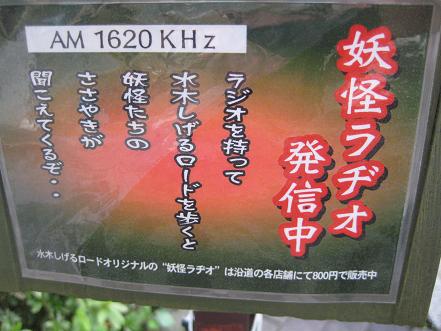 AM 1620 KHz
妖怪ラヂオ
発信中
ラジオを持って
水木しげるロードを歩くと
妖怪たちの
ささやきが
聞こえてくるぞ・・
水木しげるロードオリジナルの“妖怪ラヂオ”は沿道の各店舗にて800円で販売中